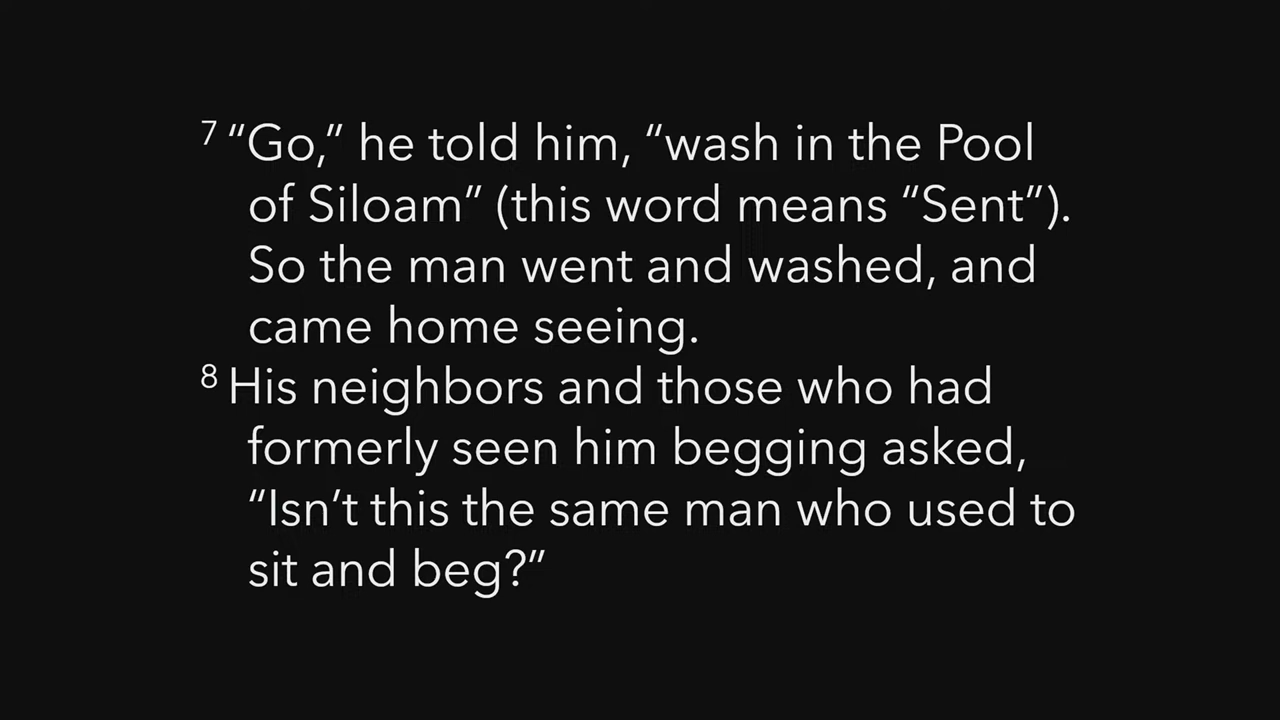 7 “Go,” he told him, “wash in the Pool
of Siloam” (this word means “Sent”).
So the man went and washed, and
came home seeing.
8 His neighbors and those who had
formerly seen him begging asked,
“Isn’t this the same man who used to
sit and beg?”